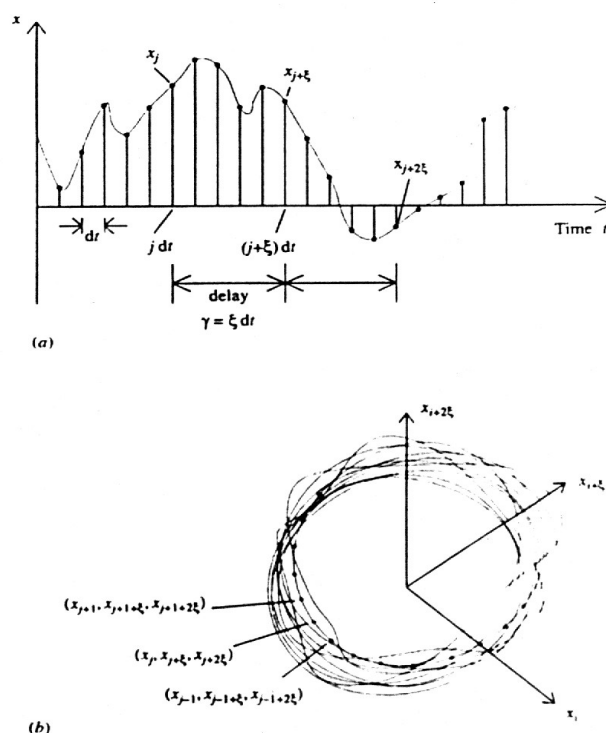 x
x_j
x_{j+ξ}
x_{j+2ξ}
dt
j dt
(j+ξ) dt
Time t
delay
γ = ξ dt
(a)
x_{i+2ξ}
x_{i+ξ}
(x_{j+1}, x_{j+1+ξ}, x_{j+1+2ξ})
(x_j, x_{j+ξ}, x_{j+2ξ})
(x_{j-1}, x_{j-1+ξ}, x_{j-1+2ξ})
x_i
(b)